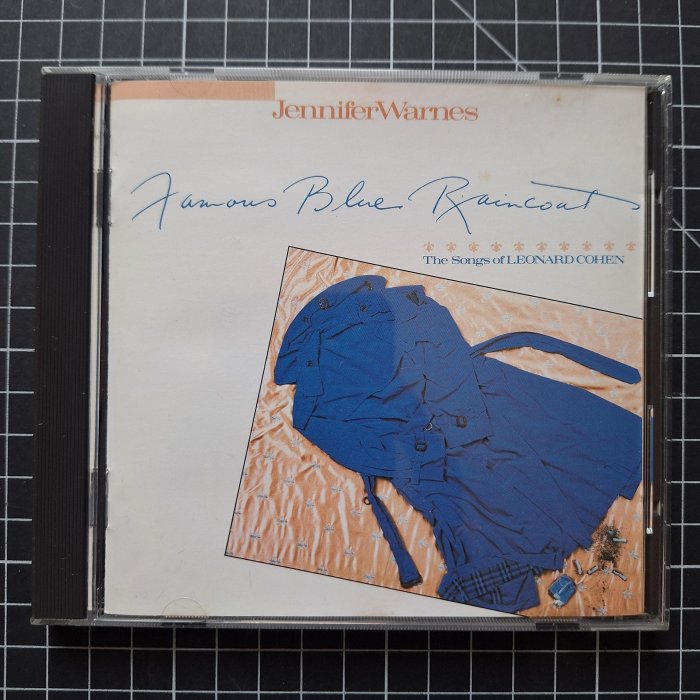 JenniferWarnes
Famous Blue Raincoat
The Songs of LEONARD COHEN